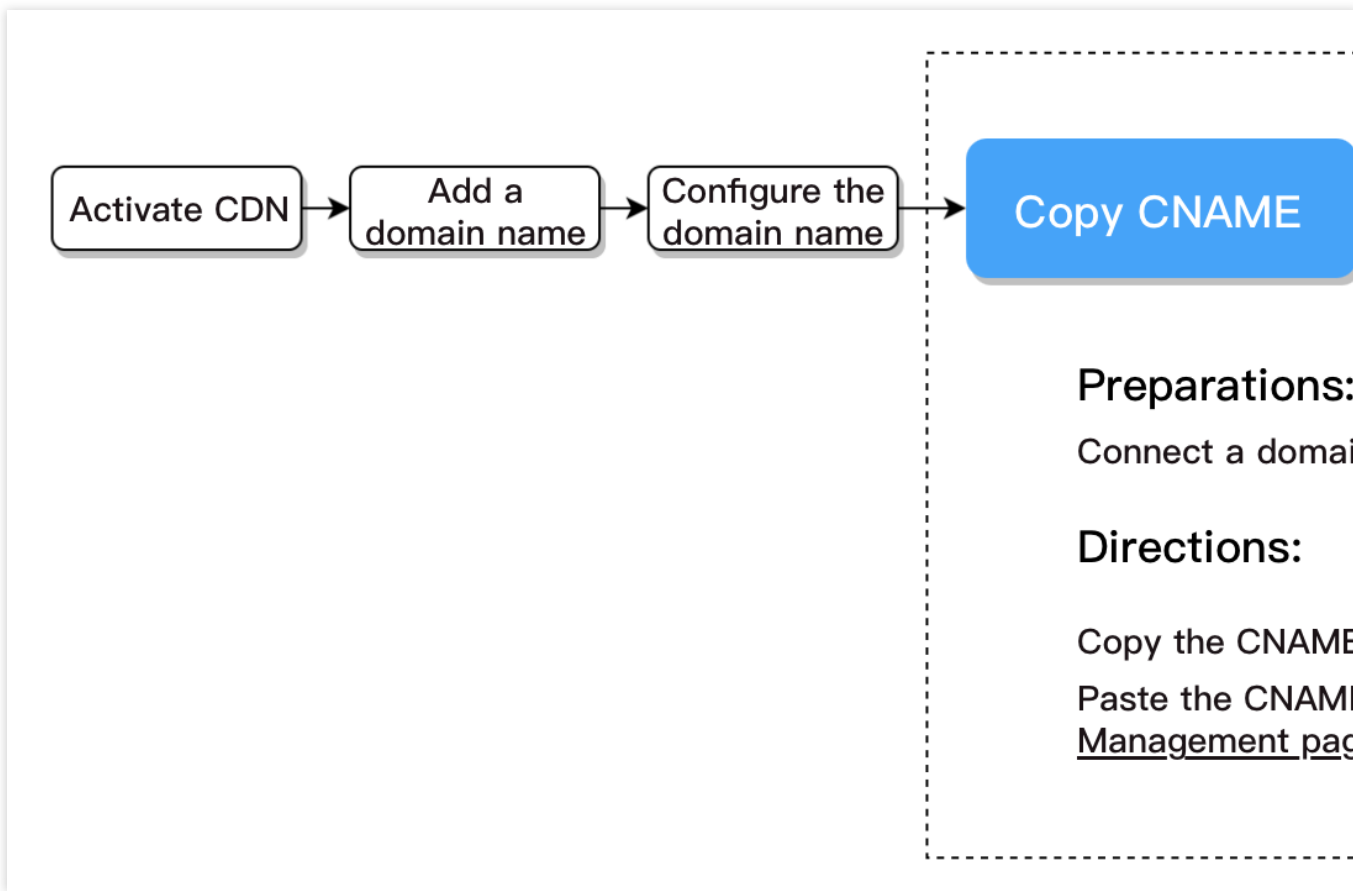 Activate CDN
Add a
domain name
Configure the
domain name
Copy CNAME
Preparations:
Connect a
Directions:
Copy the CNAME
Paste the
Management